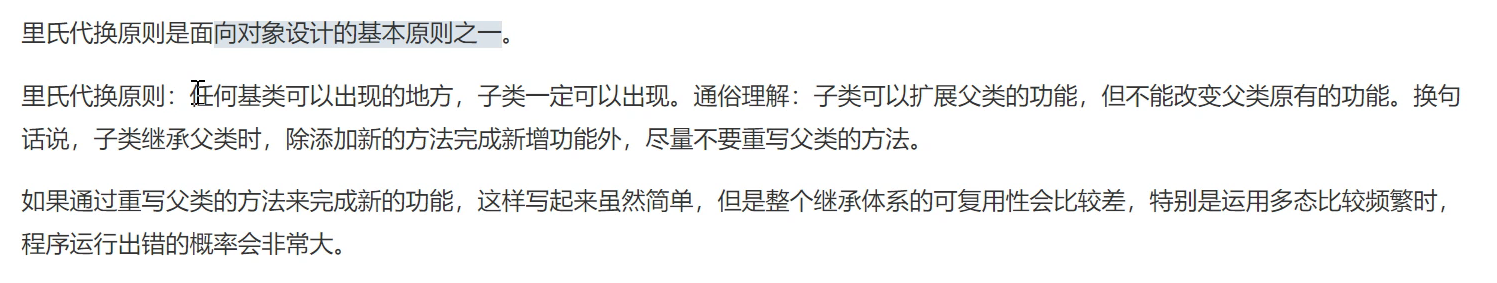 里氏代换原则是面向对象设计的基本原则之一。
里氏代换原则：任何基类可以出现的地方，子类一定可以出现。通俗理解：子类可以扩展父类的功能，但不能改变父类原有的功能。换句
话说，子类继承父类时，除添加新的方法完成新增功能外，尽量不要重写父类的方法。
如果通过重写父类的方法来完成新的功能，这样写起来虽然简单，但是整个继承体系的可复用性会比较差，特别是运用多态比较频繁时，
程序运行出错的概率会非常大。